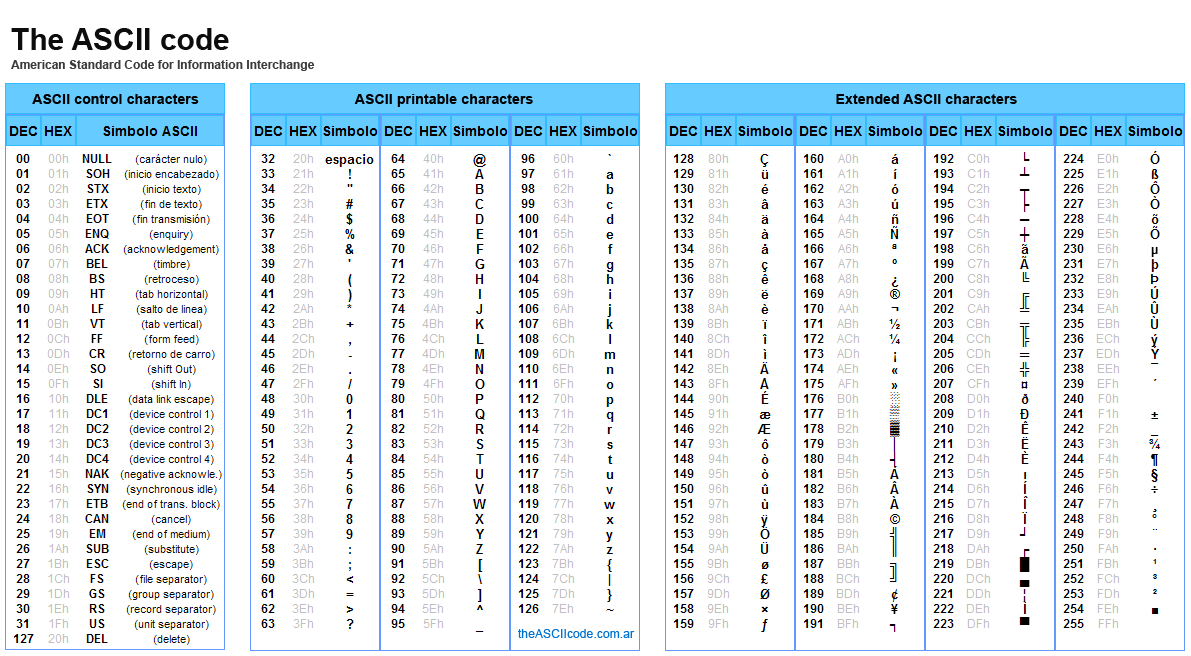 The ASCII code
American Standard Code for Information Interchange
ASCII control characters
DEC HEX Simbolo ASCII
00 00h NULL (carácter nulo)
01 01h SOH (inicio encabezado)
02 02h STX (inicio texto)
03 03h ETX (fin de texto)
04 04h EOT (fin transmisión)
05 05h ENQ (enquiry)
06 06h ACK (acknowledgement)
07 07h BEL (timbre)
08 08h BS (retroceso)
09 09h HT (tab horizontal)
10 0Ah LF (salto de linea)
11 0Bh VT (tab vertical)
12 0Ch FF (form feed)
13 0Dh CR (retorno de carro)
14 0Eh SO (shift Out)
15 0Fh SI (shift In)
16 10h DLE (data link escape)
17 11h DC1 (device control 1)
18 12h DC2 (device control 2)
19 13h DC3 (device control 3)
20 14h DC4 (device control 4)
21 15h NAK (negative acknowle.)
22 16h SYN (synchronous idle)
23 17h ETB (end of trans. block)
24 18h CAN (cancel)
25 19h EM (end of medium)
26 1Ah SUB (substitute)
27 1Bh ESC (escape)
28 1Ch FS (file separator)
29 1Dh GS (group separator)
30 1Eh RS (record separator)
31 1Fh US (unit separator)
127 20h DEL (delete)
ASCII printable characters
DEC HEX Simbolo DEC HEX Simbolo DEC HEX Simbolo
32 20h espacio 64 40h @ 96 60h `
33 21h ! 65 41h A 97 61h a
34 22h " 66 42h B 98 62h b
35 23h # 67 43h C 99 63h c
36 24h $ 68 44h D 100 64h d
37 25h % 69 45h E 101 65h e
38 26h & 70 46h F 102 66h f
39 27h ' 71 47h G 103 67h g
40 28h ( 72 48h H 104 68h h
41 29h ) 73 49h I 105 69h i
42 2Ah * 74 4Ah J 106 6Ah j
43 2Bh + 75 4Bh K 107 6Bh k
44 2Ch , 76 4Ch L 108 6Ch l
45 2Dh - 77 4Dh M 109 6Dh m
46 2Eh . 78 4Eh N 110 6Eh n
47 2Fh / 79 4Fh O 111 6Fh o
48 30h 0 80 50h P 112 70h p
49 31h 1 81 51h Q 113 71h q
50 32h 2 82 52h R 114 72h r
51 33h 3 83 53h S 115 73h s
52 34h 4 84 54h T 116 74h t
53 35h 5 85 55h U 117 75h u
54 36h 6 86 56h V 118 76h v
55 37h 7 87 57h W 119 77h w
56 38h 8 88 58h X 120 78h x
57 39h 9 89 59h Y 121 79h y
58 3Ah : 90 5Ah Z 122 7Ah z
59 3Bh ; 91 5Bh [ 123 7Bh {
60 3Ch < 92 5Ch \ 124 7Ch |
61 3Dh = 93 5Dh ] 125 7Dh }
62 3Eh > 94 5Eh ^ 126 7Eh ~
63 3Fh ? 95 5Fh _
theASCIIcode.com.ar
Extended ASCII characters
DEC HEX Simbolo DEC HEX Simbolo DEC HEX Simbolo DEC HEX Simbolo
128 80h Ç 160 A0h á 192 C0h └ 224 E0h Ó
129 81h ü 161 A1h í 193 C1h ┴ 225 E1h ß
130 82h é 162 A2h ó 194 C2h ┬ 226 E2h Ô
131 83h â 163 A3h ú 195 C3h ├ 227 E3h Ò
132 84h ä 164 A4h ñ 196 C4h ─ 228 E4h õ
133 85h à 165 A5h Ñ 197 C5h ┼ 229 E5h Õ
134 86h å 166 A6h ª 198 C6h ã 230 E6h µ
135 87h ç 167 A7h º 199 C7h Ã 231 E7h þ
136 88h ê 168 A8h ¿ 200 C8h ╚ 232 E8h Þ
137 89h ë 169 A9h ® 201 C9h ╔ 233 E9h Ú
138 8Ah è 170 AAh ¬ 202 CAh ╩ 234 EAh Û
139 8Bh ï 171 ABh ½ 203 CBh ╦ 235 EBh Ù
140 8Ch î 172 ACh ¼ 204 CCh ╠ 236 ECh ý
141 8Dh ì 173 ADh ¡ 205 CDh ═ 237 EDh Ý
142 8Eh Ä 174 AEh « 206 CEh ╬ 238 EEh ¯
143 8Fh Å 175 AFh » 207 CFh ¤ 239 EFh ´
144 90h É 176 B0h ░ 208 D0h ð 240 F0h
145 91h æ 177 B1h ▒ 209 D1h Ð 241 F1h ±
146 92h Æ 178 B2h ▓ 210 D2h Ê 242 F2h _
147 93h ô 179 B3h │ 211 D3h Ë 243 F3h ¾
148 94h ò 180 B4h ┤ 212 D4h È 244 F4h ¶
149 95h ò 181 B5h Á 213 D5h ı 245 F5h §
150 96h û 182 B6h Â 214 D6h Í 246 F6h ÷
151 97h ù 183 B7h À 215 D7h Î 247 F7h ¸
152 98h ÿ 184 B8h © 216 D8h Ï 248 F8h °
153 99h Ö 185 B9h ╣ 217 D9h ┘ 249 F9h ¨
154 9Ah Ü 186 BAh ║ 218 DAh ┌ 250 FAh ·
155 9Bh ø 187 BBh ╗ 219 DBh █ 251 FBh ¹
156 9Ch £ 188 BCh ╝ 220 DCh ▄ 252 FCh ³
157 9Dh Ø 189 BDh ¢ 221 DDh ¦ 253 FDh ²
158 9Eh × 190 BEh ¥ 222 DEh Ì 254 FEh ■
159 9Fh ƒ 191 BFh ┐ 223 DFh ▀ 255 FFh